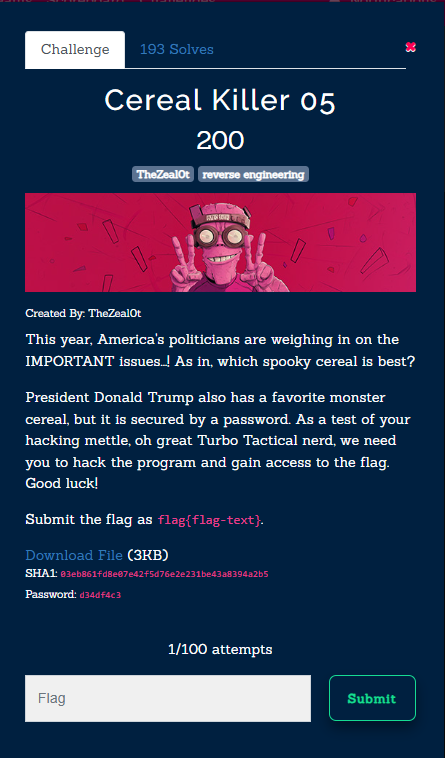 Challenge
193 Solves
Cereal Killer 05
200
TheZeal0t
reverse engineering
Created By: TheZeal0t
This year, America's politicians are weighing in on the
IMPORTANT issues...! As in, which spooky cereal is best?
President Donald Trump also has a favorite monster
cereal, but it is secured by a password. As a test of your
hacking mettle, oh great Turbo Tactical nerd, we need
you to hack the program and gain access to the flag.
Good luck!
Submit the flag as flag{flag-text}.
Download File (3KB)
SHA1: 03eb861fd8e07e42f5d76e2e231be43a8394a2b5
Password: d34df4c3
1/100 attempts
Flag
Submit